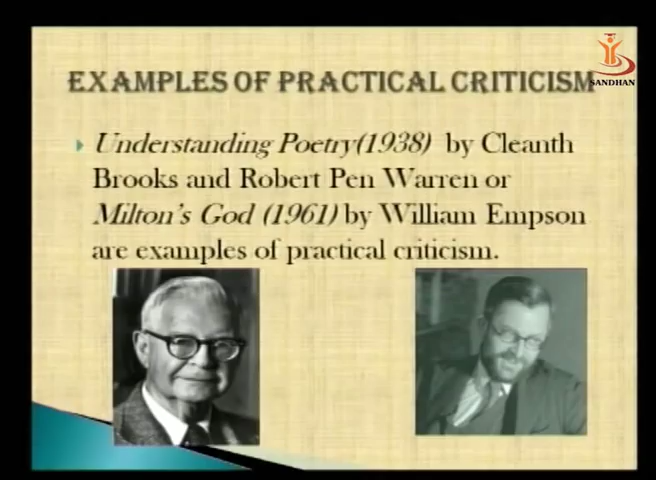 EXAMPLES OF PRACTICAL CRITICISM
SANDHAN
Understanding Poetry(1938) by Cleanth
Brooks and Robert Pen Warren or
Milton's God (1961) by William Empson
are examples of practical criticism.